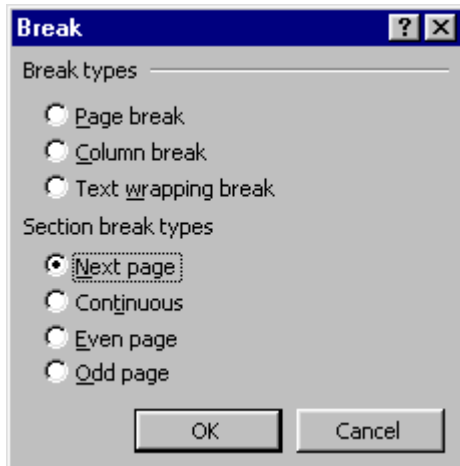 Break
Break types
Page break
Column break
Text wrapping break
Section break types
Next page
Continuous
Even page
Odd page
OK Cancel